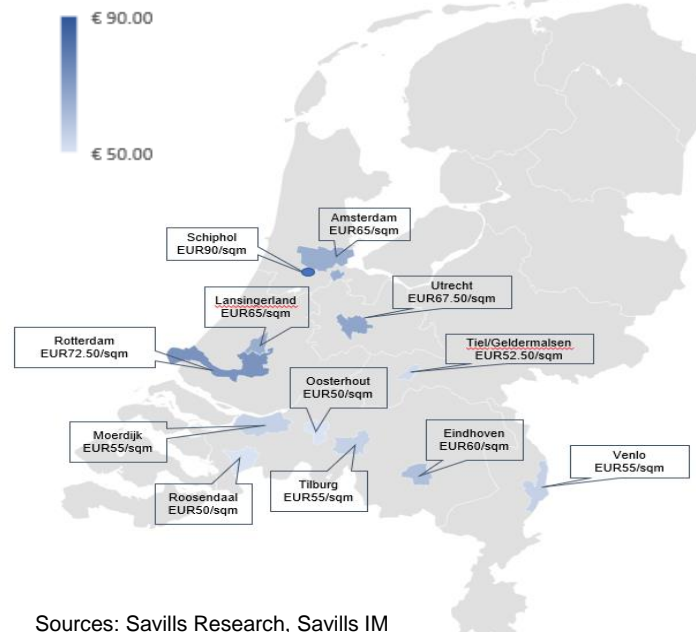 € 90.00
€ 50.00
Amsterdam
EUR65/sqm
Schiphol
EUR90/sqm
Utrecht
EUR67.50/sqm
Lansingerland
EUR65/sqm
Rotterdam
EUR72.50/sqm
Tiel/Geldermalsen
EUR52.50/sqm
Oosterhout
EUR50/sqm
Moerdijk
EUR55/sqm
Eindhoven
EUR60/sqm
Venlo
EUR55/sqm
Roosendaal
EUR50/sqm
Tilburg
EUR55/sqm
Sources: Savills Research, Savills IM